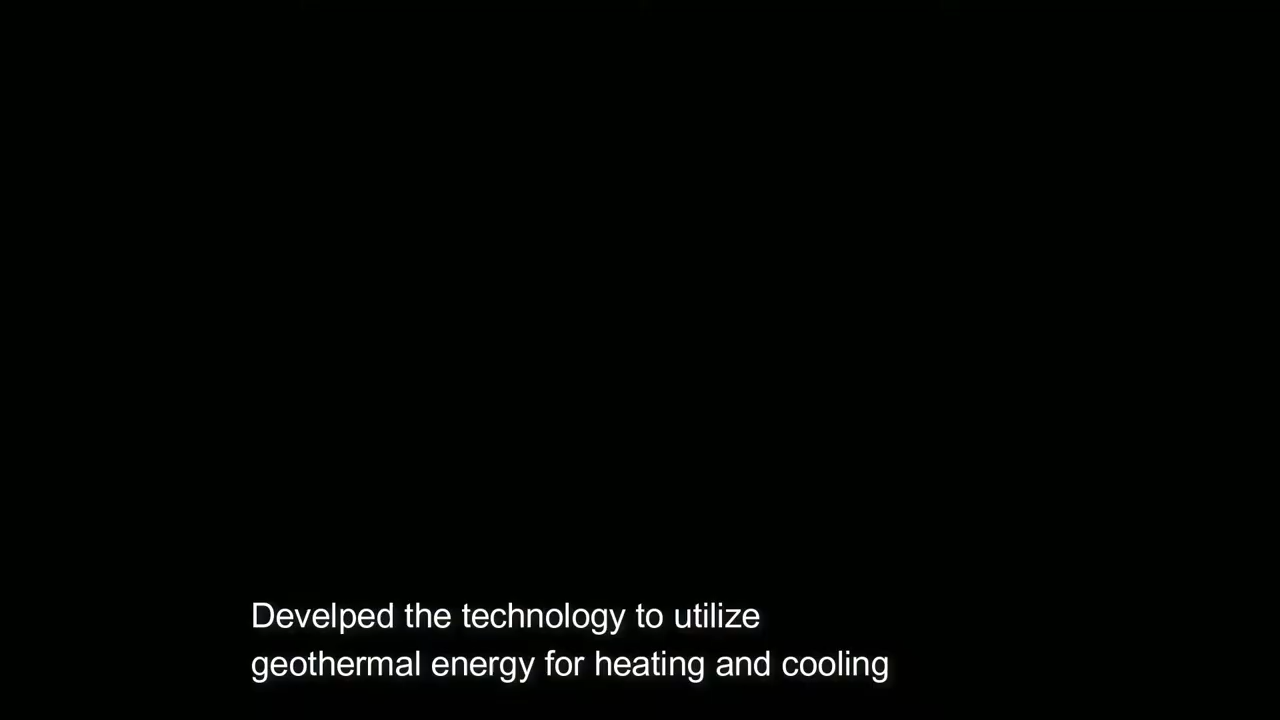 Develped the technology to utilize
geothermal energy for heating and cooling